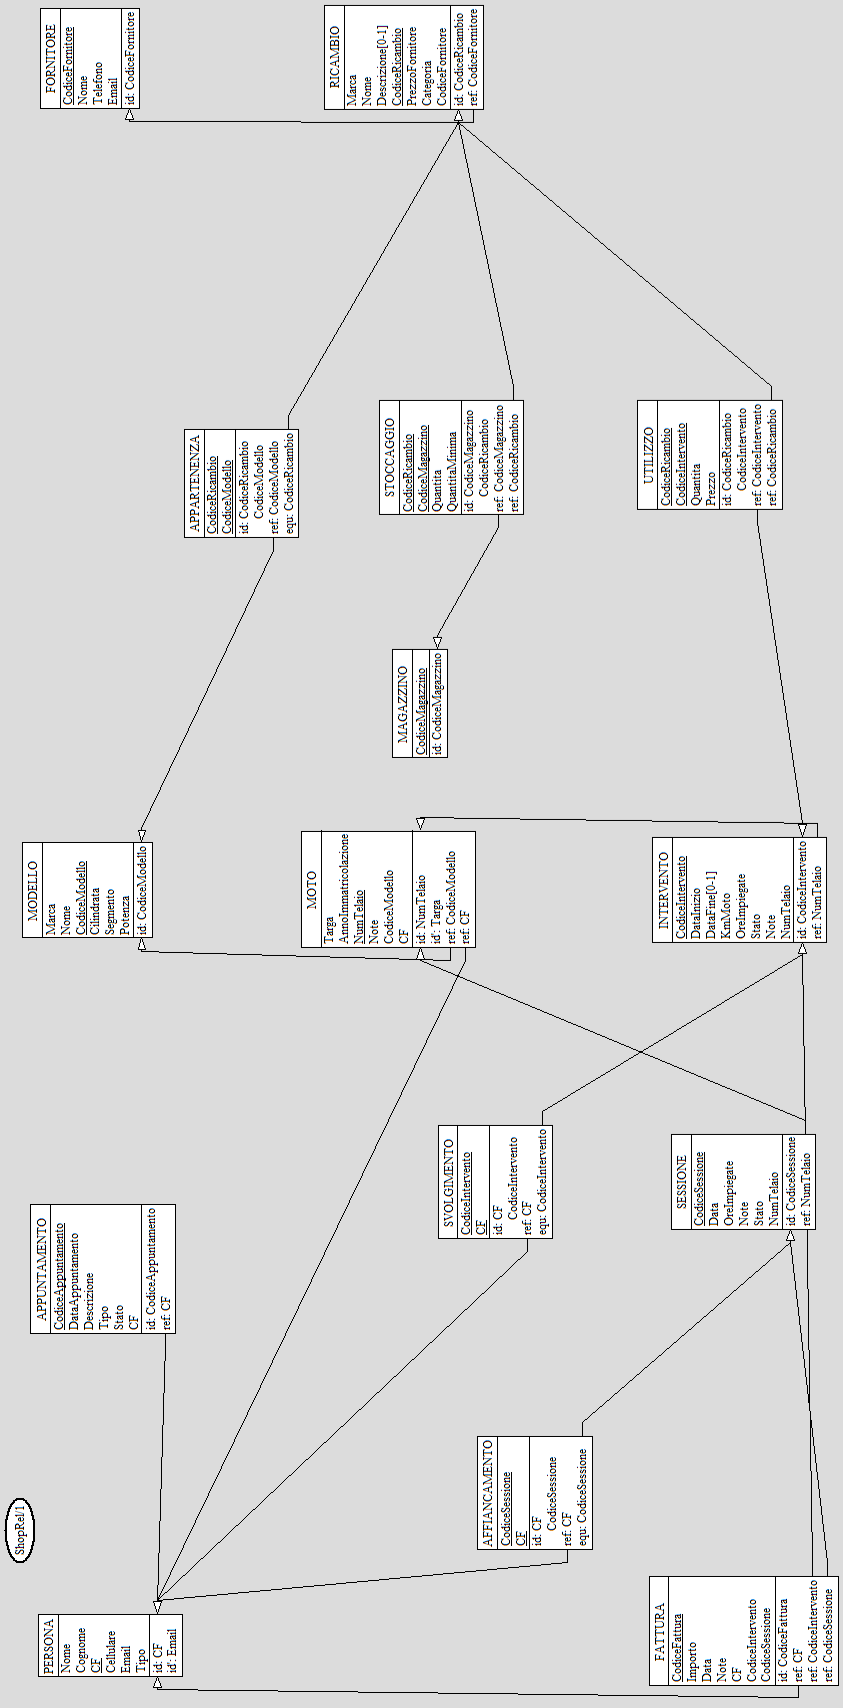 ShopRel/1
PERSONA
Nome
Cognome
CF
Cellulare
Email
Tipo
id: CF
id': Email
APPUNTAMENTO
CodiceAppuntamento
DataAppuntamento
Descrizione
Tipo
Stato
CF
id: CodiceAppuntamento
ref: CF
MODELLO
Marca
Nome
CodiceModello
Cilindrata
Segmento
Potenza
id: CodiceModello
FORNITORE
CodiceFornitore
Nome
Telefono
Email
id: CodiceFornitore
APPARTENENZA
CodiceRicambio
CodiceModello
id: CodiceRicambio
CodiceModello
ref: CodiceModello
equ: CodiceRicambio
MOTO
Targa
AnnoImmatricolazione
NumTelaio
Note
CodiceModello
CF
id: NumTelaio
id': Targa
ref: CodiceModello
ref: CF
RICAMBIO
Marca
Nome
Descrizione[0-1]
CodiceRicambio
PrezzoFornitore
Categoria
CodiceFornitore
id: CodiceRicambio
ref: CodiceFornitore
STOCCAGGIO
CodiceRicambio
CodiceMagazzino
Quantita
QuantitaMinima
id: CodiceMagazzino
CodiceRicambio
ref: CodiceMagazzino
ref: CodiceRicambio
MAGAZZINO
CodiceMagazzino
id: CodiceMagazzino
SVOLGIMENTO
CodiceIntervento
CF
id: CF
CodiceIntervento
ref: CF
equ: CodiceIntervento
AFFIANCAMENTO
CodiceSessione
CF
id: CF
CodiceSessione
ref: CF
equ: CodiceSessione
UTILIZZO
CodiceRicambio
CodiceIntervento
Quantita
Prezzo
id: CodiceRicambio
CodiceIntervento
ref: CodiceIntervento
ref: CodiceRicambio
INTERVENTO
CodiceIntervento
DataInizio
DataFine[0-1]
KmMoto
OreImpiegate
Stato
Note
NumTelaio
id: CodiceIntervento
ref: NumTelaio
SESSIONE
CodiceSessione
Data
OreImpiegate
Note
Stato
NumTelaio
id: CodiceSessione
ref: NumTelaio
FATTURA
CodiceFattura
Importo
Data
Note
CF
CodiceIntervento
CodiceSessione
id: CodiceFattura
ref: CF
ref: CodiceIntervento
ref: CodiceSessione